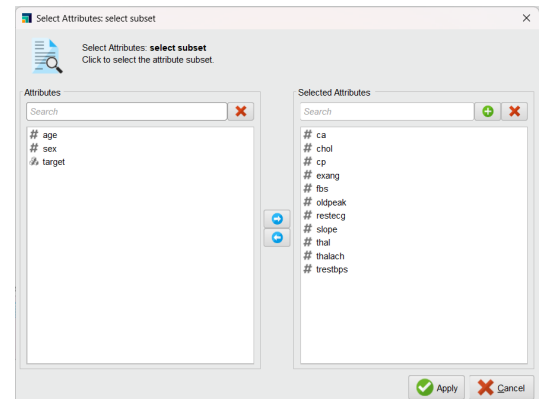 Select Attributes: select subset
Select Attributes: select subset
Click to select the attribute subset.
Attributes
Search
# age
# sex
target
Selected Attributes
Search
# ca
# chol
# cp
# exang
# fbs
# oldpeak
# restecg
# slope
# thal
# thalach
# trestbps
Apply
Cancel